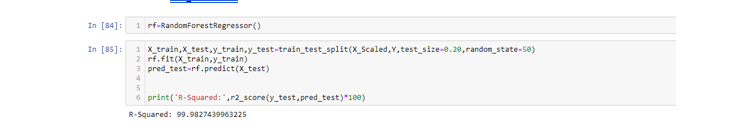 In [84]: 1 rf=RandomForestRegressor()
In [85]: 1 X_train,X_test,y_train,y_test=train_test_split(X_Scaled,Y,test_size=0.20,random_state=50)
2 rf.fit(X_train,y_train)
3 pred_test=rf.predict(X_test)
4
5
6 print('R-Squared:',r2_score(y_test,pred_test)*100)
R-Squared: 99.9827439963225